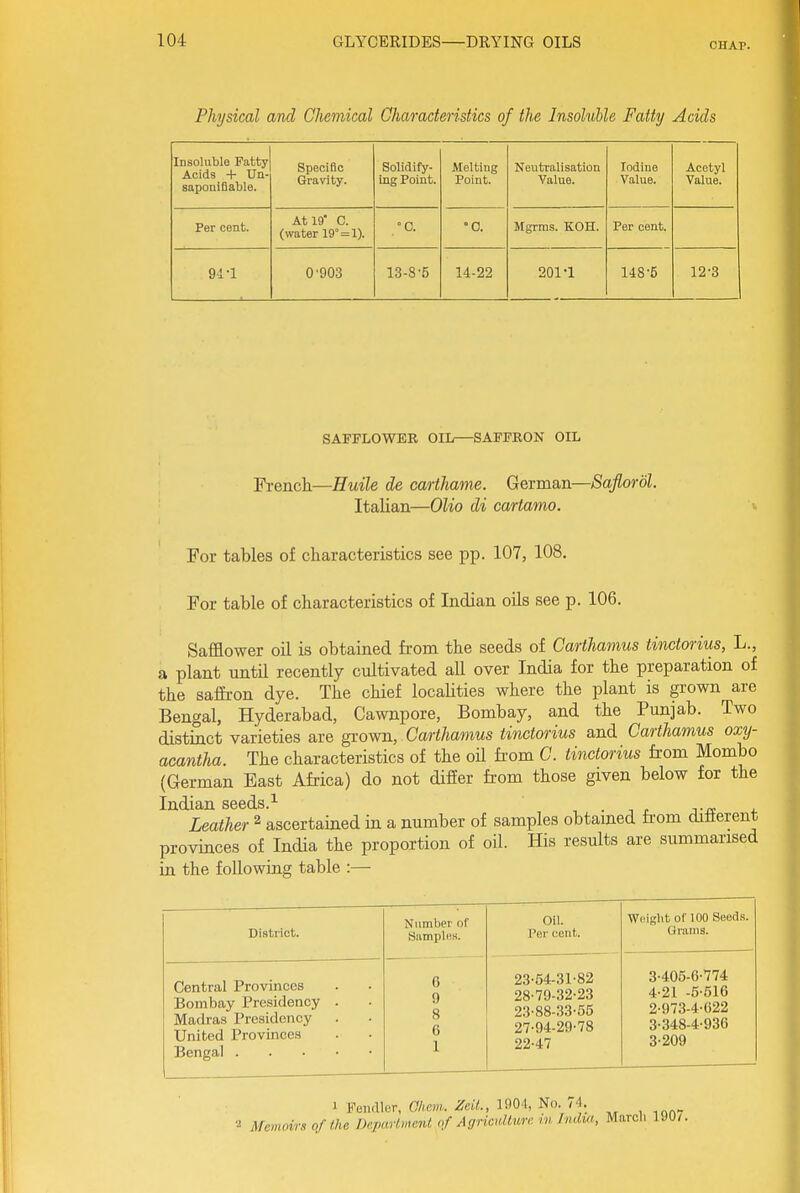 104 GLYCERIDES—DRYING OILS CHAP.
Physical and Chemical Characteristics of the Insoluble Fatty Acids
Insoluble Fatty Acids + Un-saponifiable. Specific Gravity. Solidify-ing Point. Melting Point. Neutralisation Value. Iodine Value. Acetyl Value.
Per cent. At 19° C. (water 19°=1). °C. °C. Mgrms. KOH. Per cent.
94·1 0·903 13-8·5 14-22 201·1 148·5 12·3
SAFFLOWER OIL—SAFFRON OIL
French—Huile de carthame. German—Safloröl.
Italian—Olio di cartamo.
For tables of characteristics see pp. 107, 108.
For table of characteristics of Indian oils see p. 106.
Safflower oil is obtained from the seeds of Carthamus tinctorius, L.,
a plant until recently cultivated all over India for the preparation of
the saffron dye. The chief localities where the plant is grown are
Bengal, Hyderabad, Cawnpore, Bombay, and the Punjab. Two
distinct varieties are grown, Carthamus tinctorius and Carthamus oxy-
acantha. The characteristics of the oil from C. tinctorius from Mombo
(German East Africa) do not differ from those given below for the
Indian seeds.1
Leather 2 ascertained in a number of samples obtained from different
provinces of India the proportion of oil. His results are summarised
in the following table :—
District. Number of Samples. Oil. Per cent. Weight of 100 Seeds. Grams.
Central Provinces . . 6 23·54-31·82 3·405-6·774
Bombay Presidency . . 9 28·79-32·23 4·21 -5·516
Madras Presidency . . 8 23·88-33·55 2·973-4·622
United Provinces . . 6 27·94-29·78 3·348-4·936
Bengal . . . . . 1 22·47 3·209
1 Fendler, Chem. Zeit., 1904, No. 74.
2 Memoirs of the Department of Agriculture in India, March 1907.